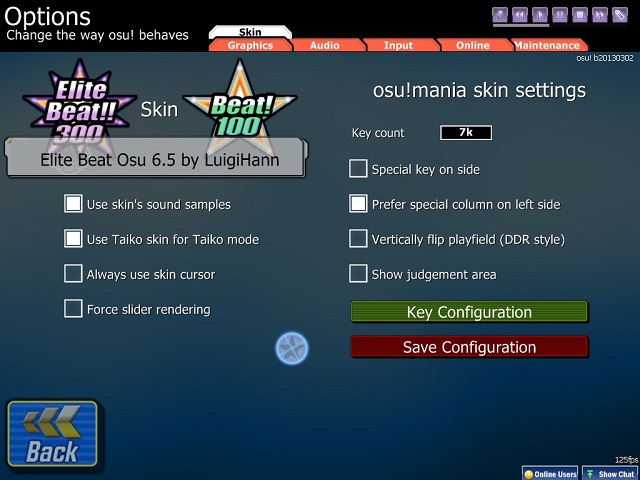 Options
Change the way osu! behaves
Skin
Graphics
Audio
Input
Online
Maintenance
osu! b20130302
Elite
Beat!!
300
Skin
Beat!
100
Elite Beat Osu 6.5 by LuigiHann
Use skin's sound samples
Use Taiko skin for Taiko mode
Always use skin cursor
Force slider rendering
osu!mania skin settings
Key count
7k
Special key on side
Prefer special column on left side
Vertically flip playfield (DDR style)
Show judgement area
Key Configuration
Save Configuration
Back
125fps
Online Users
Show Chat